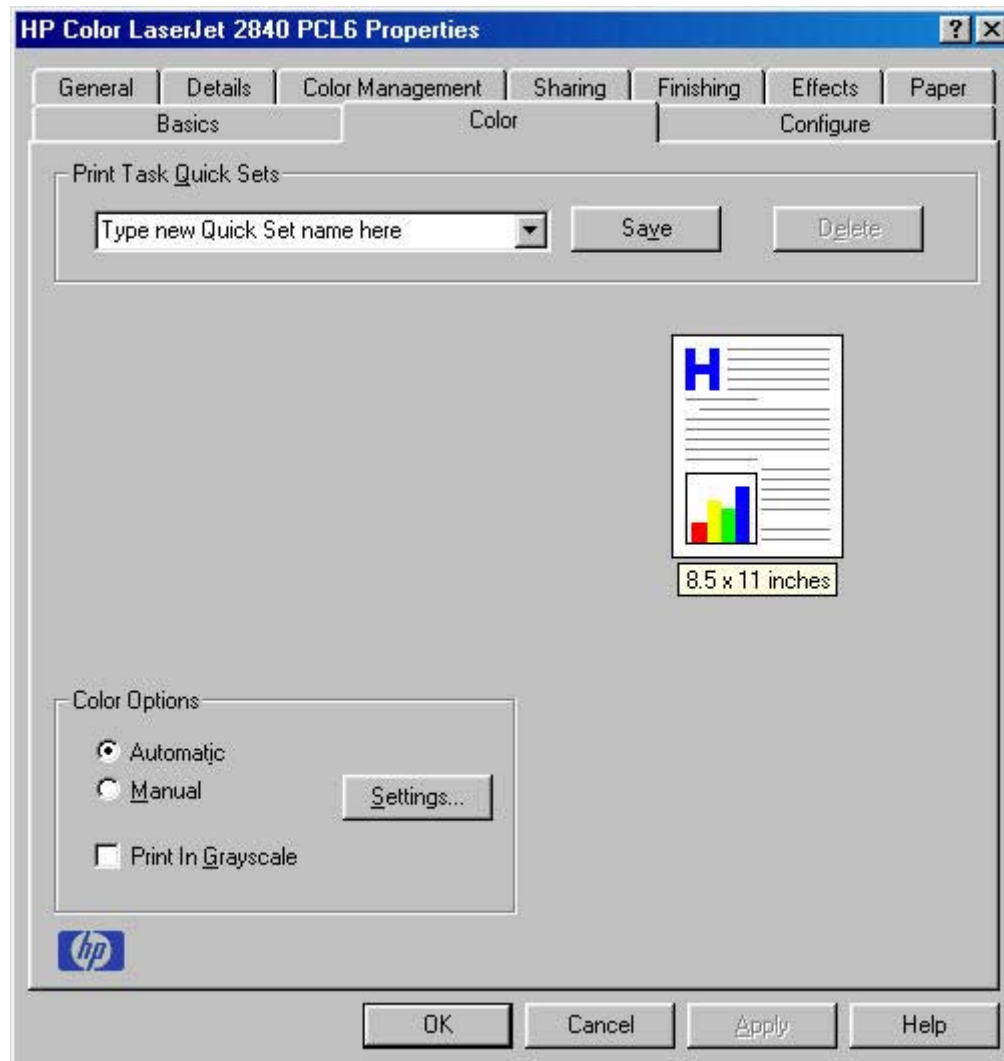 HP Color LaserJet 2840 PCL6 Properties
General Details Color Management Sharing Finishing Effects Paper
Basics Color Configure
Print Task Quick Sets
Type new Quick Set name here Save Delete
H
8.5 x 11 inches
Color Options
Automatic
Manual Settings...
Print In Grayscale
hp
OK Cancel Apply Help